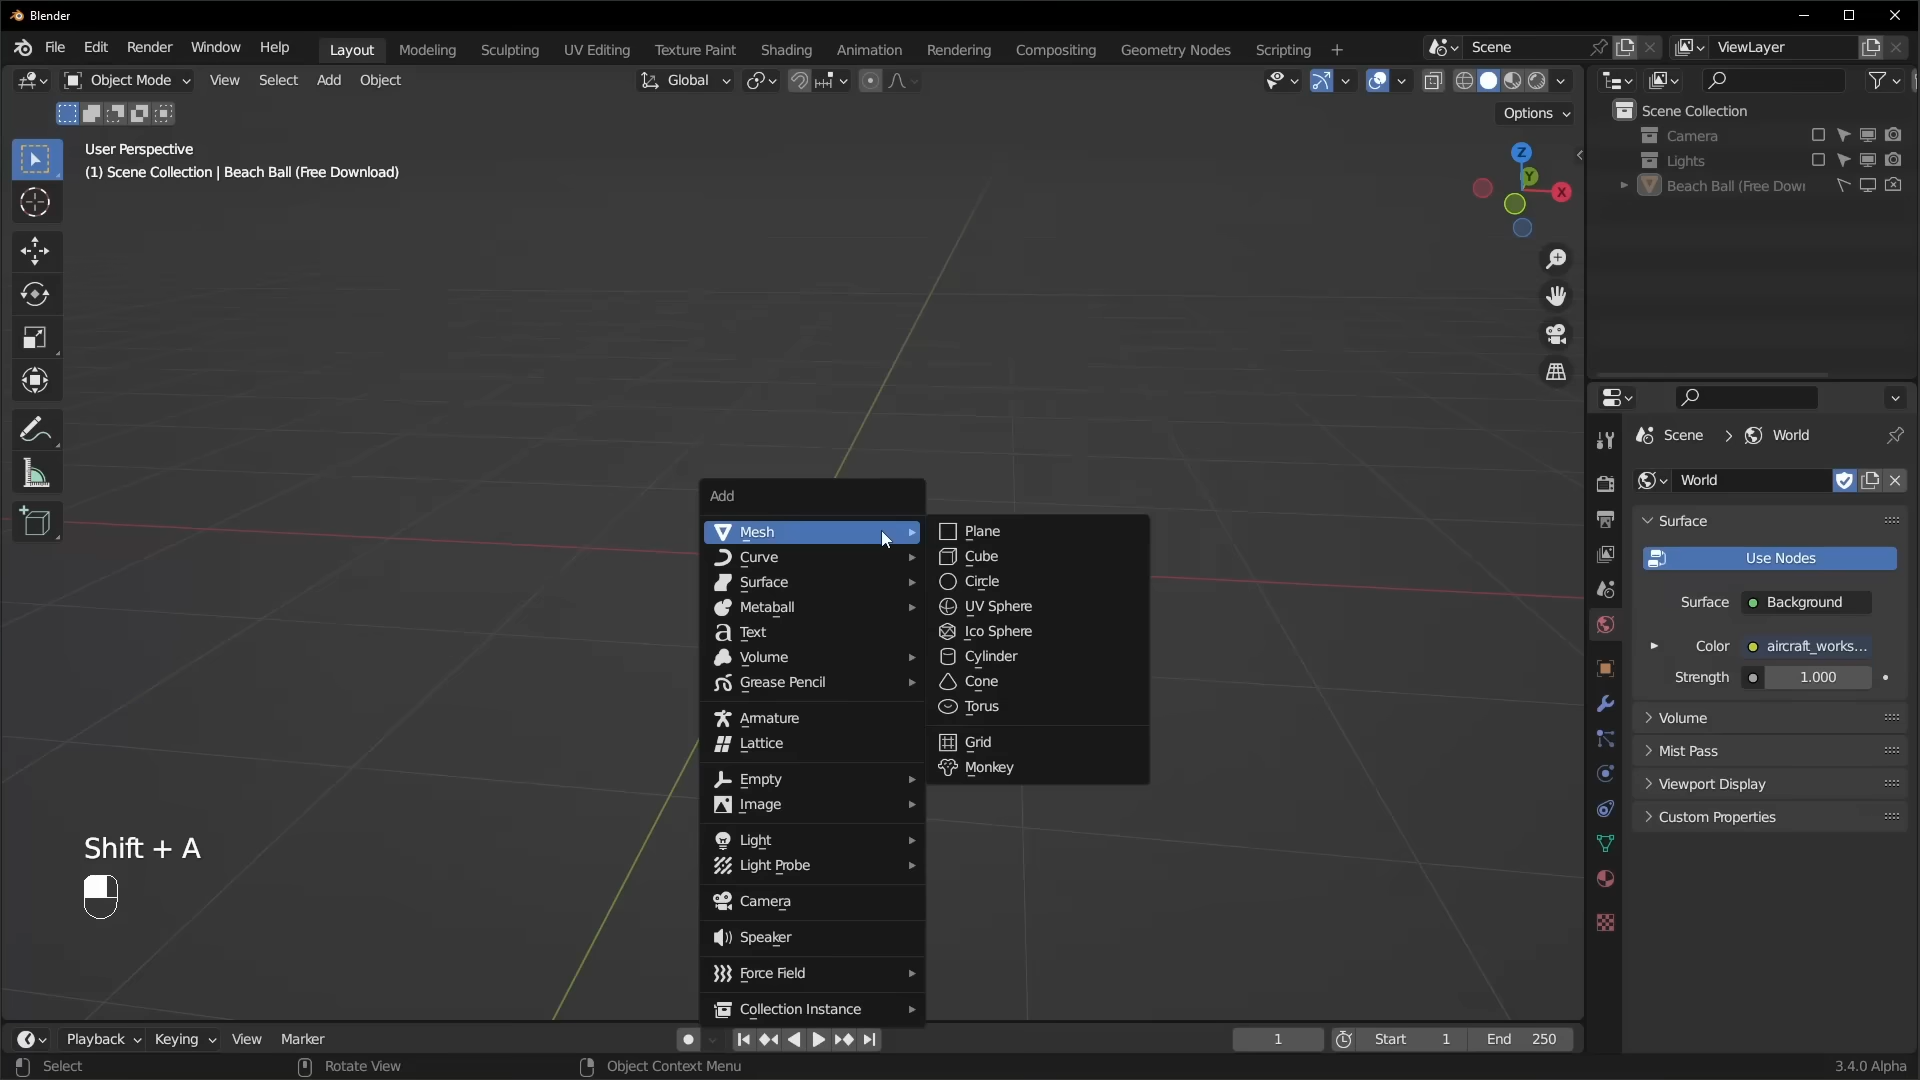 Blender
File Edit Render Window Help
Layout Modeling Sculpting UV Editing Texture Paint Shading Animation Rendering Compositing Geometry Nodes Scripting +
Scene
ViewLayer
Object Mode View Select Add Object
Global
Options
User Perspective
(1) Scene Collection | Beach Ball (Free Download)
Z
Y
X
Scene Collection
Camera
Lights
Beach Ball (Free Down
Scene > World
World
Surface
Use Nodes
Surface Background
Color aircraft_works...
Strength 1.000
Volume
Mist Pass
Viewport Display
Custom Properties
Add
Mesh
Curve
Surface
Metaball
Text
Volume
Grease Pencil
Armature
Lattice
Empty
Image
Light
Light Probe
Camera
Speaker
Force Field
Collection Instance
Plane
Cube
Circle
UV Sphere
Ico Sphere
Cylinder
Cone
Torus
Grid
Monkey
Shift + A
Playback Keying View Marker
1
Start 1
End 250
Select
Rotate View
Object Context Menu
3.4.0 Alpha